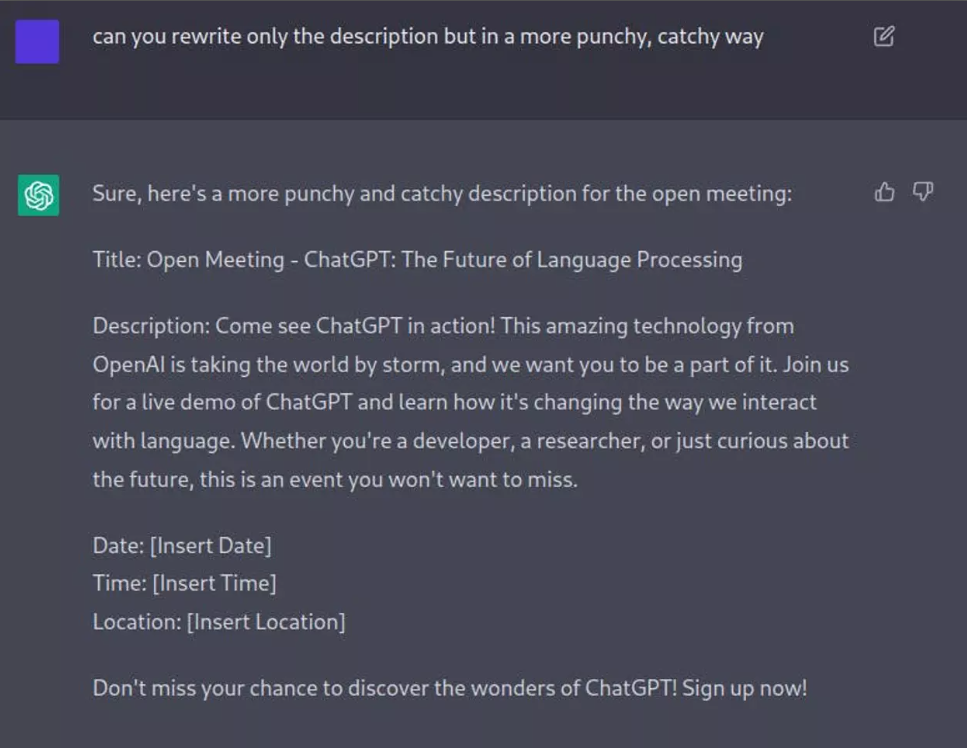 can you rewrite only the description but in a more punchy, catchy way
Sure, here's a more punchy and catchy description for the open meeting:
Title: Open Meeting - ChatGPT: The Future of Language Processing
Description: Come see ChatGPT in action! This amazing technology from
OpenAI is taking the world by storm, and we want you to be a part of it. Join us
for a live demo of ChatGPT and learn how it's changing the way we interact
with language. Whether you're a developer, a researcher, or just curious about
the future, this is an event you won't want to miss.
Date: [Insert Date]
Time: [Insert Time]
Location: [Insert Location]
Don't miss your chance to discover the wonders of ChatGPT! Sign up now!